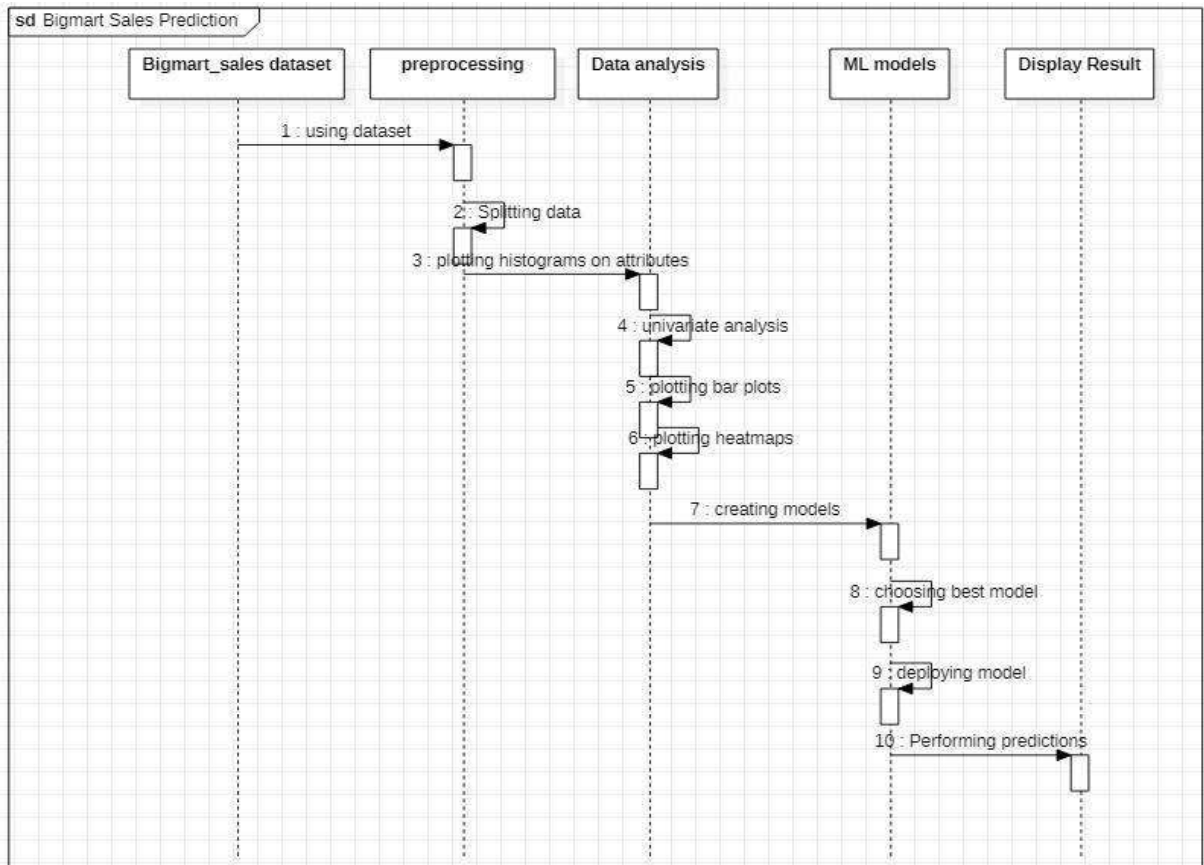 sd Bigmart Sales Prediction
Bigmart_sales dataset
preprocessing
Data analysis
ML models
Display Result
1 : using dataset
2 : Splitting data
3 : plotting histograms on attributes
4 : univariate analysis
5 : plotting bar plots
6 : plotting heatmaps
7 : creating models
8 : choosing best model
9 : deploying model
10 : Performing predictions